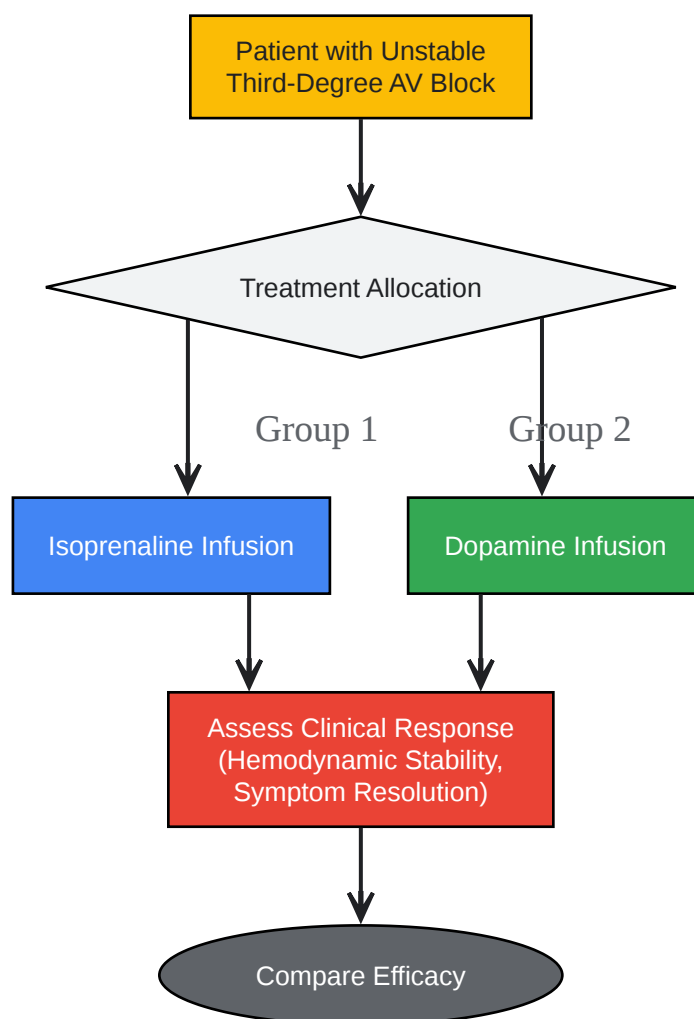 Patient with Unstable
Third-Degree AV Block
Treatment Allocation
Group 1
Group 2
Isoprenaline Infusion
Dopamine Infusion
Assess Clinical Response
(Hemodynamic Stability,
Symptom Resolution)
Compare Efficacy